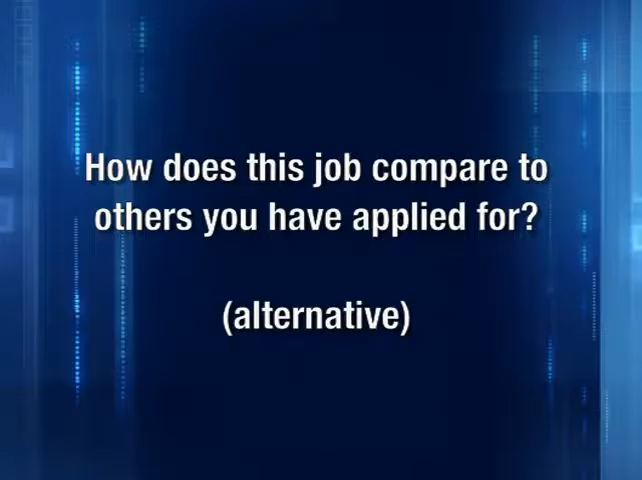 How does this job compare to
others you have applied for?
(alternative)